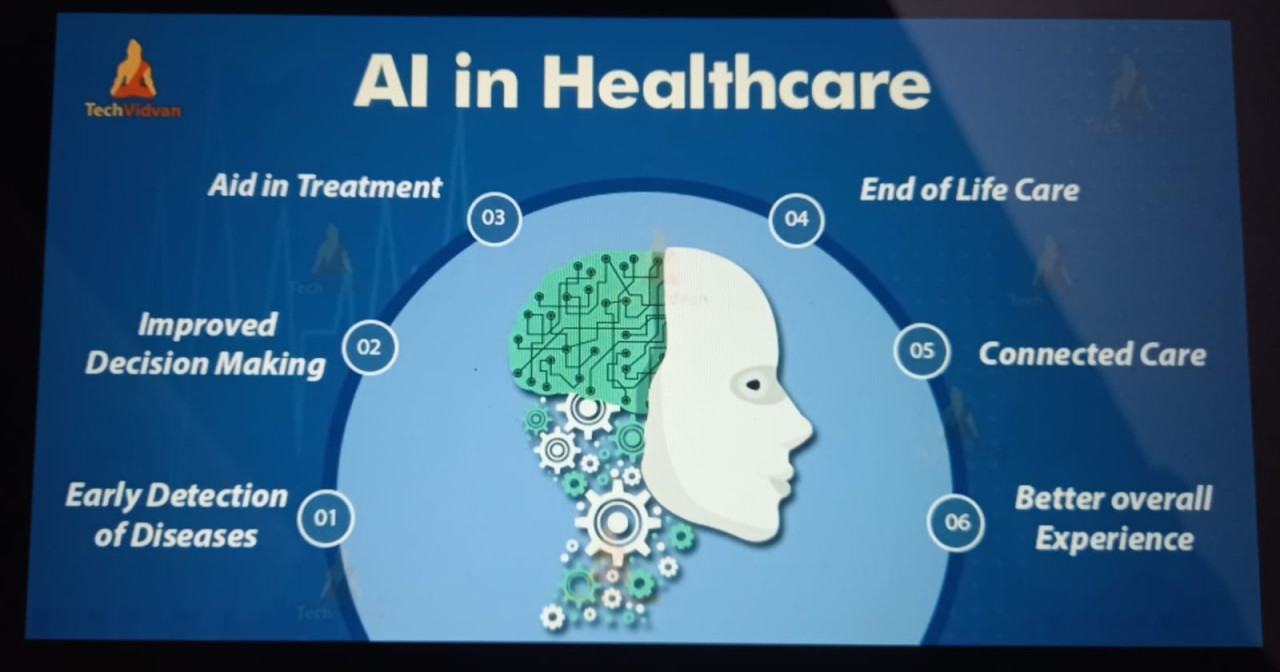 TechVidvan
AI in Healthcare
Aid in Treatment
03
04
End of Life Care
Improved
Decision Making
02
05
Connected Care
Early Detection
of Diseases
01
06
Better overall
Experience